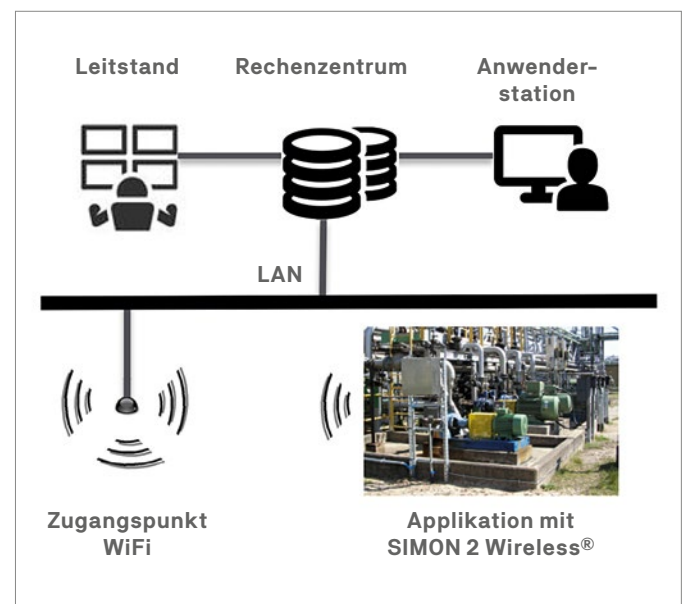 Leitstand
Rechenzentrum
Anwender-
station
LAN
Zugangspunkt
WiFi
Applikation mit
SIMON 2 Wireless®